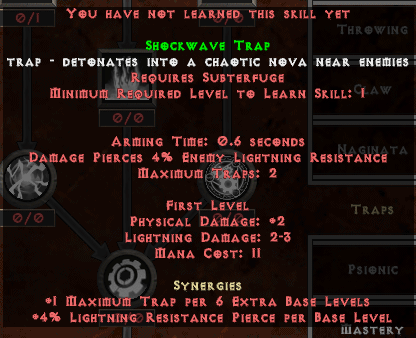 You have not learned this skill yet
0/1
Throwing
Shockwave Trap
trap - detonates into a chaotic nova near enemies
Requires Subterfuge
Claw
Minimum Required Level to Learn Skill: 1
0/0
Arming Time: 0.6 seconds
Naginata
Damage Pierces 4% Enemy Lightning Resistance
Maximum Traps: 2
First Level
Traps
0/0
0/0
Physical Damage: +2
Lightning Damage: 2-3
Mana Cost: 11
Psionic
Synergies
+1 Maximum Trap per 6 Extra Base Levels
+4% Lightning Resistance Pierce per Base Level
Mastery